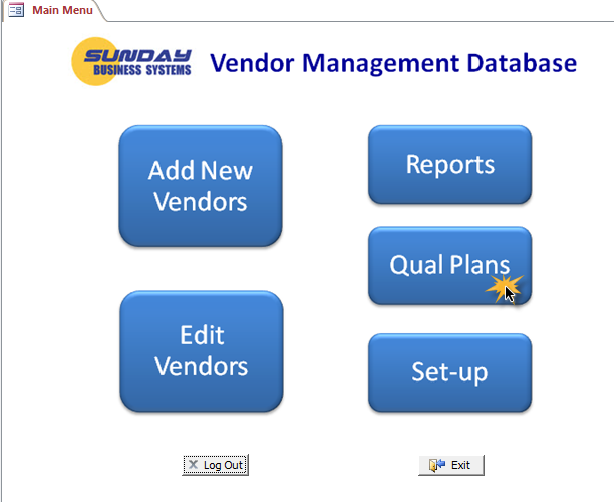 Main Menu
SUNDAY
BUSINESS SYSTEMS
Vendor Management Database
Add New
Vendors
Reports
Qual Plans
Edit
Vendors
Set-up
Log Out
Exit